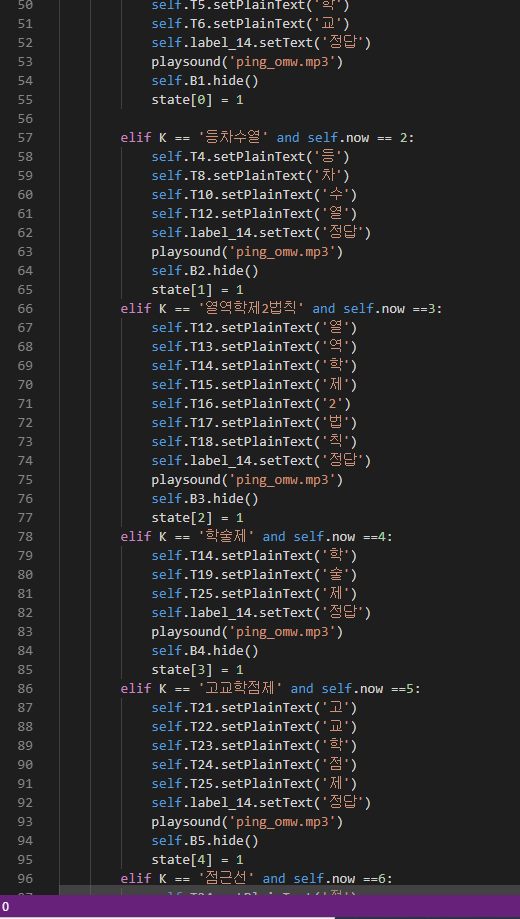 50 self.T5.setPlainText('학')
51 self.T6.setPlainText('교')
52 self.label_14.setText('정답')
53 playsound('ping_omw.mp3')
54 self.B1.hide()
55 state[0] = 1
56
57 elif K == '등차수열' and self.now == 2:
58 self.T4.setPlainText('등')
59 self.T8.setPlainText('차')
60 self.T10.setPlainText('수')
61 self.T12.setPlainText('열')
62 self.label_14.setText('정답')
63 playsound('ping_omw.mp3')
64 self.B2.hide()
65 state[1] = 1
66 elif K == '열역학제2법칙' and self.now ==3:
67 self.T12.setPlainText('열')
68 self.T13.setPlainText('역')
69 self.T14.setPlainText('학')
70 self.T15.setPlainText('제')
71 self.T16.setPlainText('2')
72 self.T17.setPlainText('법')
73 self.T18.setPlainText('칙')
74 self.label_14.setText('정답')
75 playsound('ping_omw.mp3')
76 self.B3.hide()
77 state[2] = 1
78 elif K == '학술제' and self.now ==4:
79 self.T14.setPlainText('학')
80 self.T19.setPlainText('술')
81 self.T25.setPlainText('제')
82 self.label_14.setText('정답')
83 playsound('ping_omw.mp3')
84 self.B4.hide()
85 state[3] = 1
86 elif K == '고교학점제' and self.now ==5:
87 self.T21.setPlainText('고')
88 self.T22.setPlainText('교')
89 self.T23.setPlainText('학')
90 self.T24.setPlainText('점')
91 self.T25.setPlainText('제')
92 self.label_14.setText('정답')
93 playsound('ping_omw.mp3')
94 self.B5.hide()
95 state[4] = 1
96 elif K == '점근선' and self.now ==6:
0